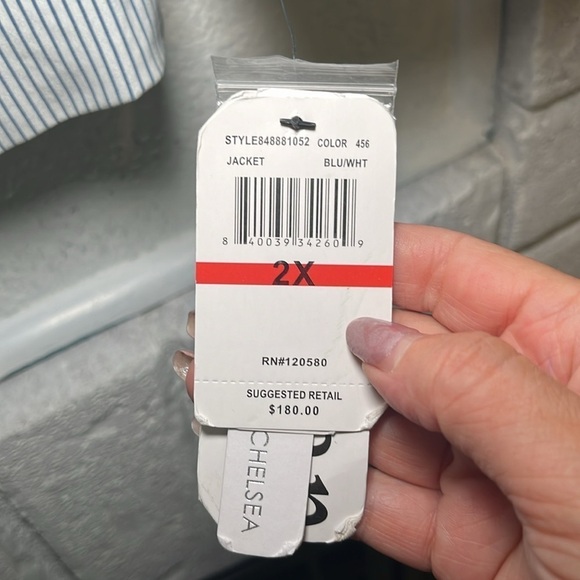 STYLE848881052 COLOR 456
JACKET BLU/WHT
8 40039 34260 9
2X
RN#120580
SUGGESTED RETAIL
$180.00
CHELSEA